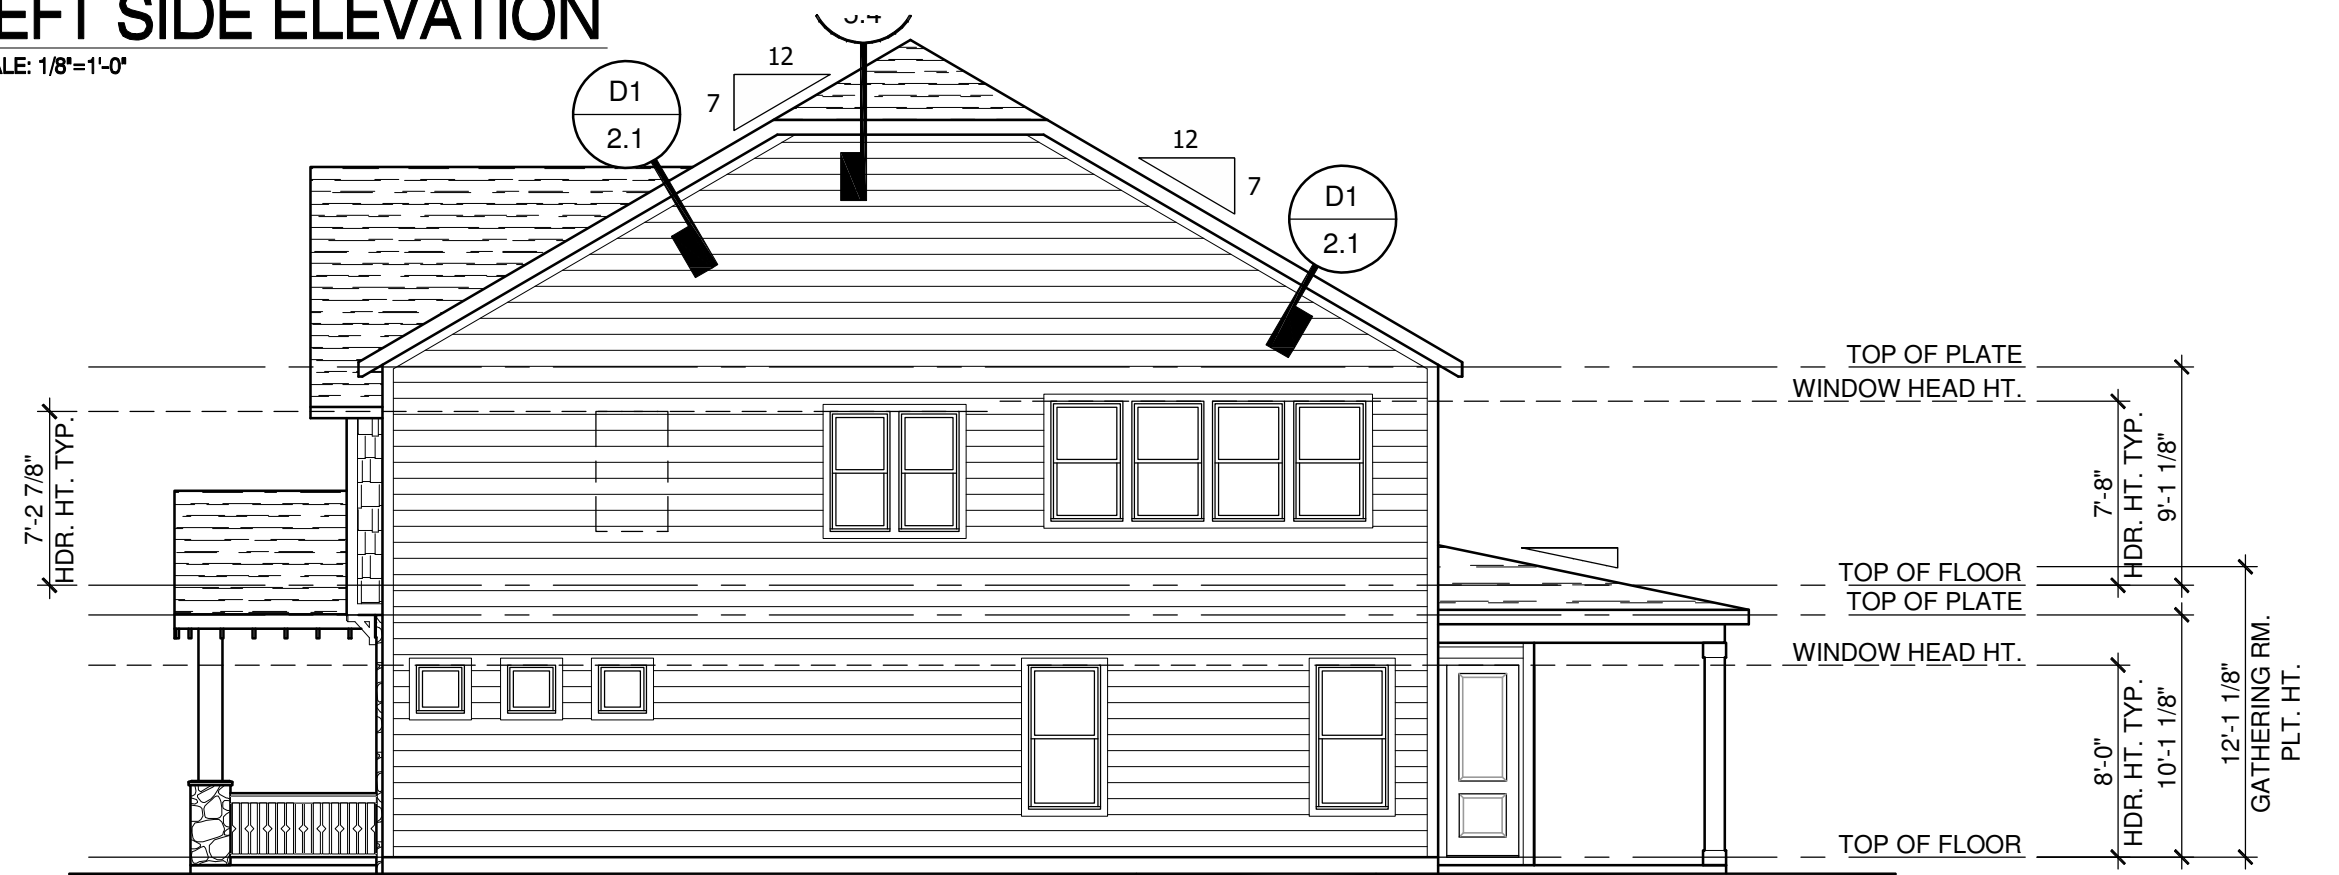 EFT SIDE ELEVATION
ALE: 1/8"=1'-0"
3.4
12
7
D1
2.1
12
7
D1
2.1
TOP OF PLATE
WINDOW HEAD HT.
TOP OF FLOOR
TOP OF PLATE
WINDOW HEAD HT.
TOP OF FLOOR
7'-2 7/8"
HDR. HT. TYP.
7'-8"
HDR. HT. TYP.
9'-1 1/8"
8'-0"
HDR. HT. TYP.
10'-1 1/8"
12'-1 1/8"
GATHERING RM.
PLT. HT.